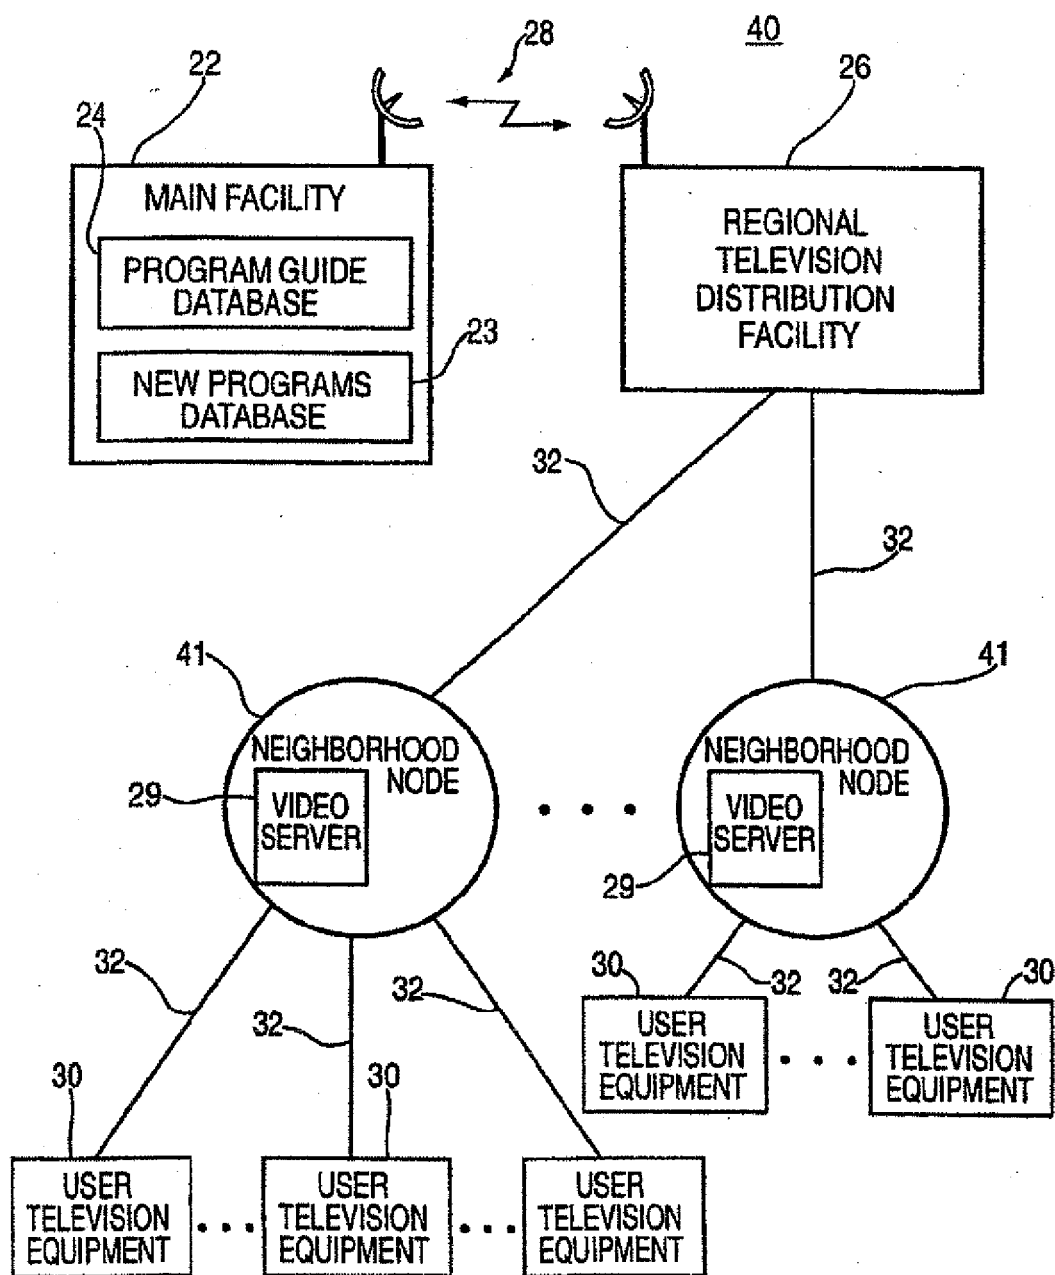 40
28
22
26
24
MAIN FACILITY
PROGRAM GUIDE
DATABASE
23
NEW PROGRAMS
DATABASE
REGIONAL
TELEVISION
DISTRIBUTION
FACILITY
32
32
41
NEIGHBORHOOD
NODE
29
VIDEO
SERVER
41
NEIGHBORHOOD
NODE
29
VIDEO
SERVER
32
32
32
32
32
30
USER
TELEVISION
EQUIPMENT
30
USER
TELEVISION
EQUIPMENT
30
USER
TELEVISION
EQUIPMENT
30
USER
TELEVISION
EQUIPMENT
USER
TELEVISION
EQUIPMENT